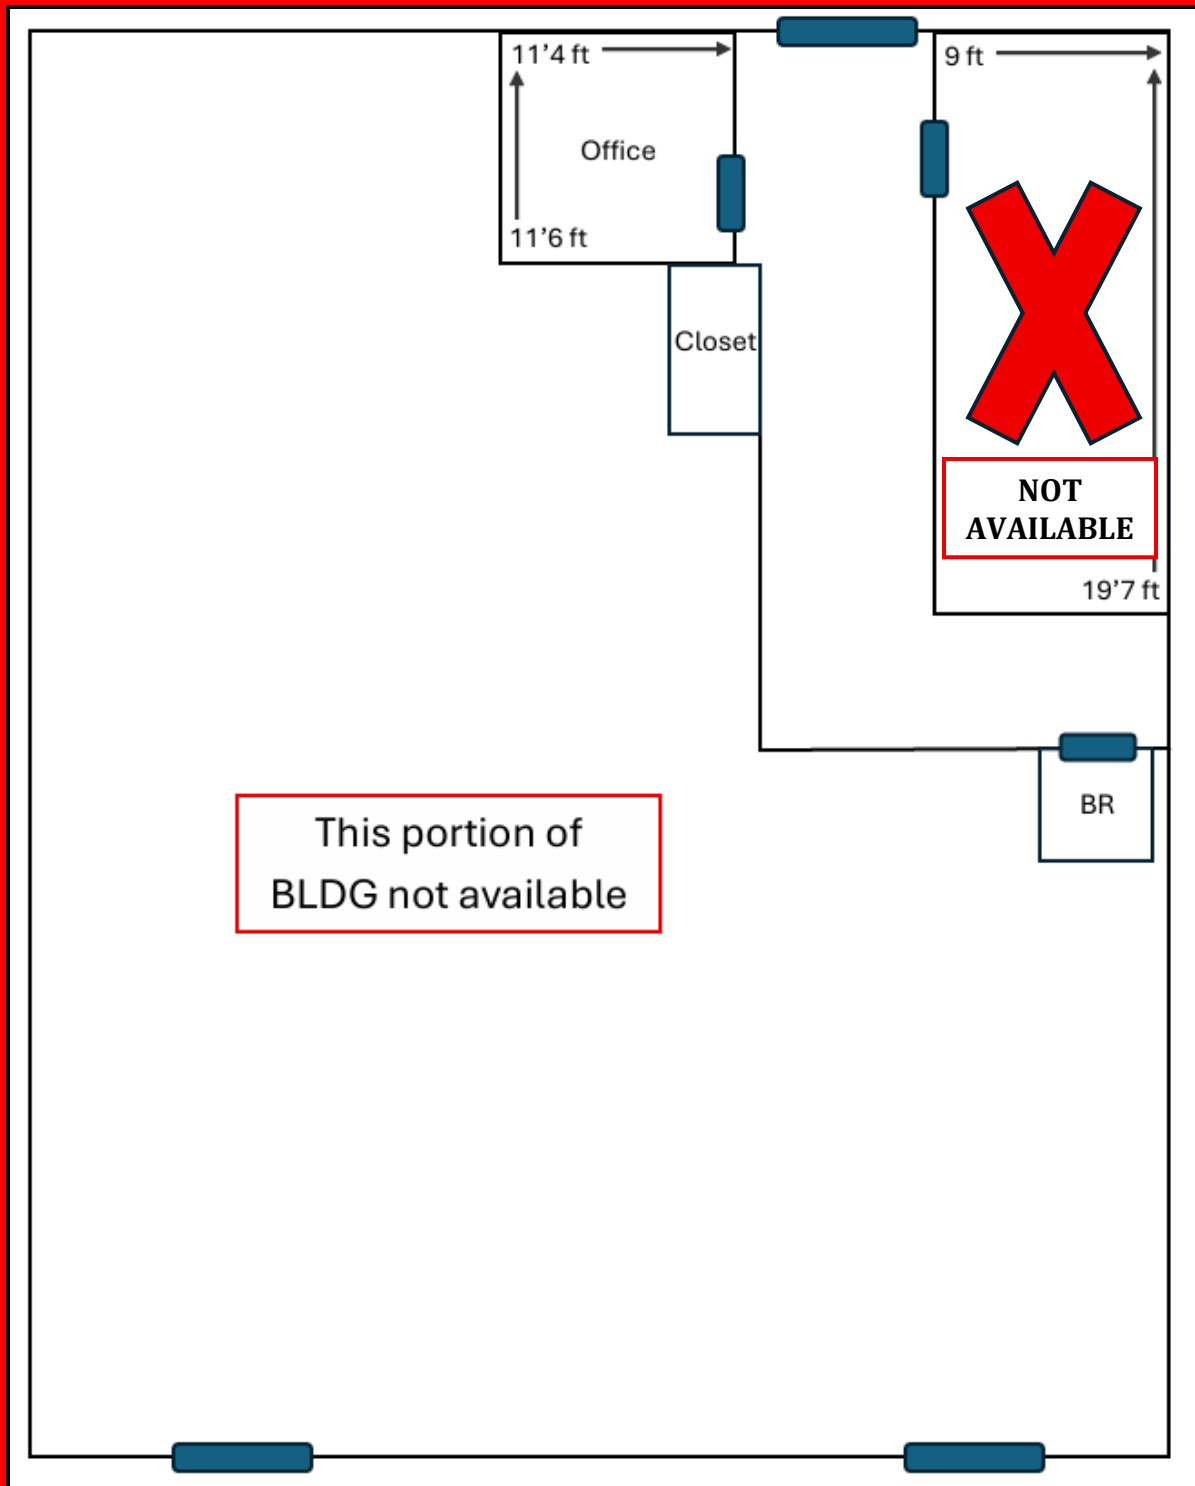 11’4 ft
9 ft
Office
11’6 ft
Closet
NOT
AVAILABLE
19’7 ft
BR
This portion of
BLDG not available